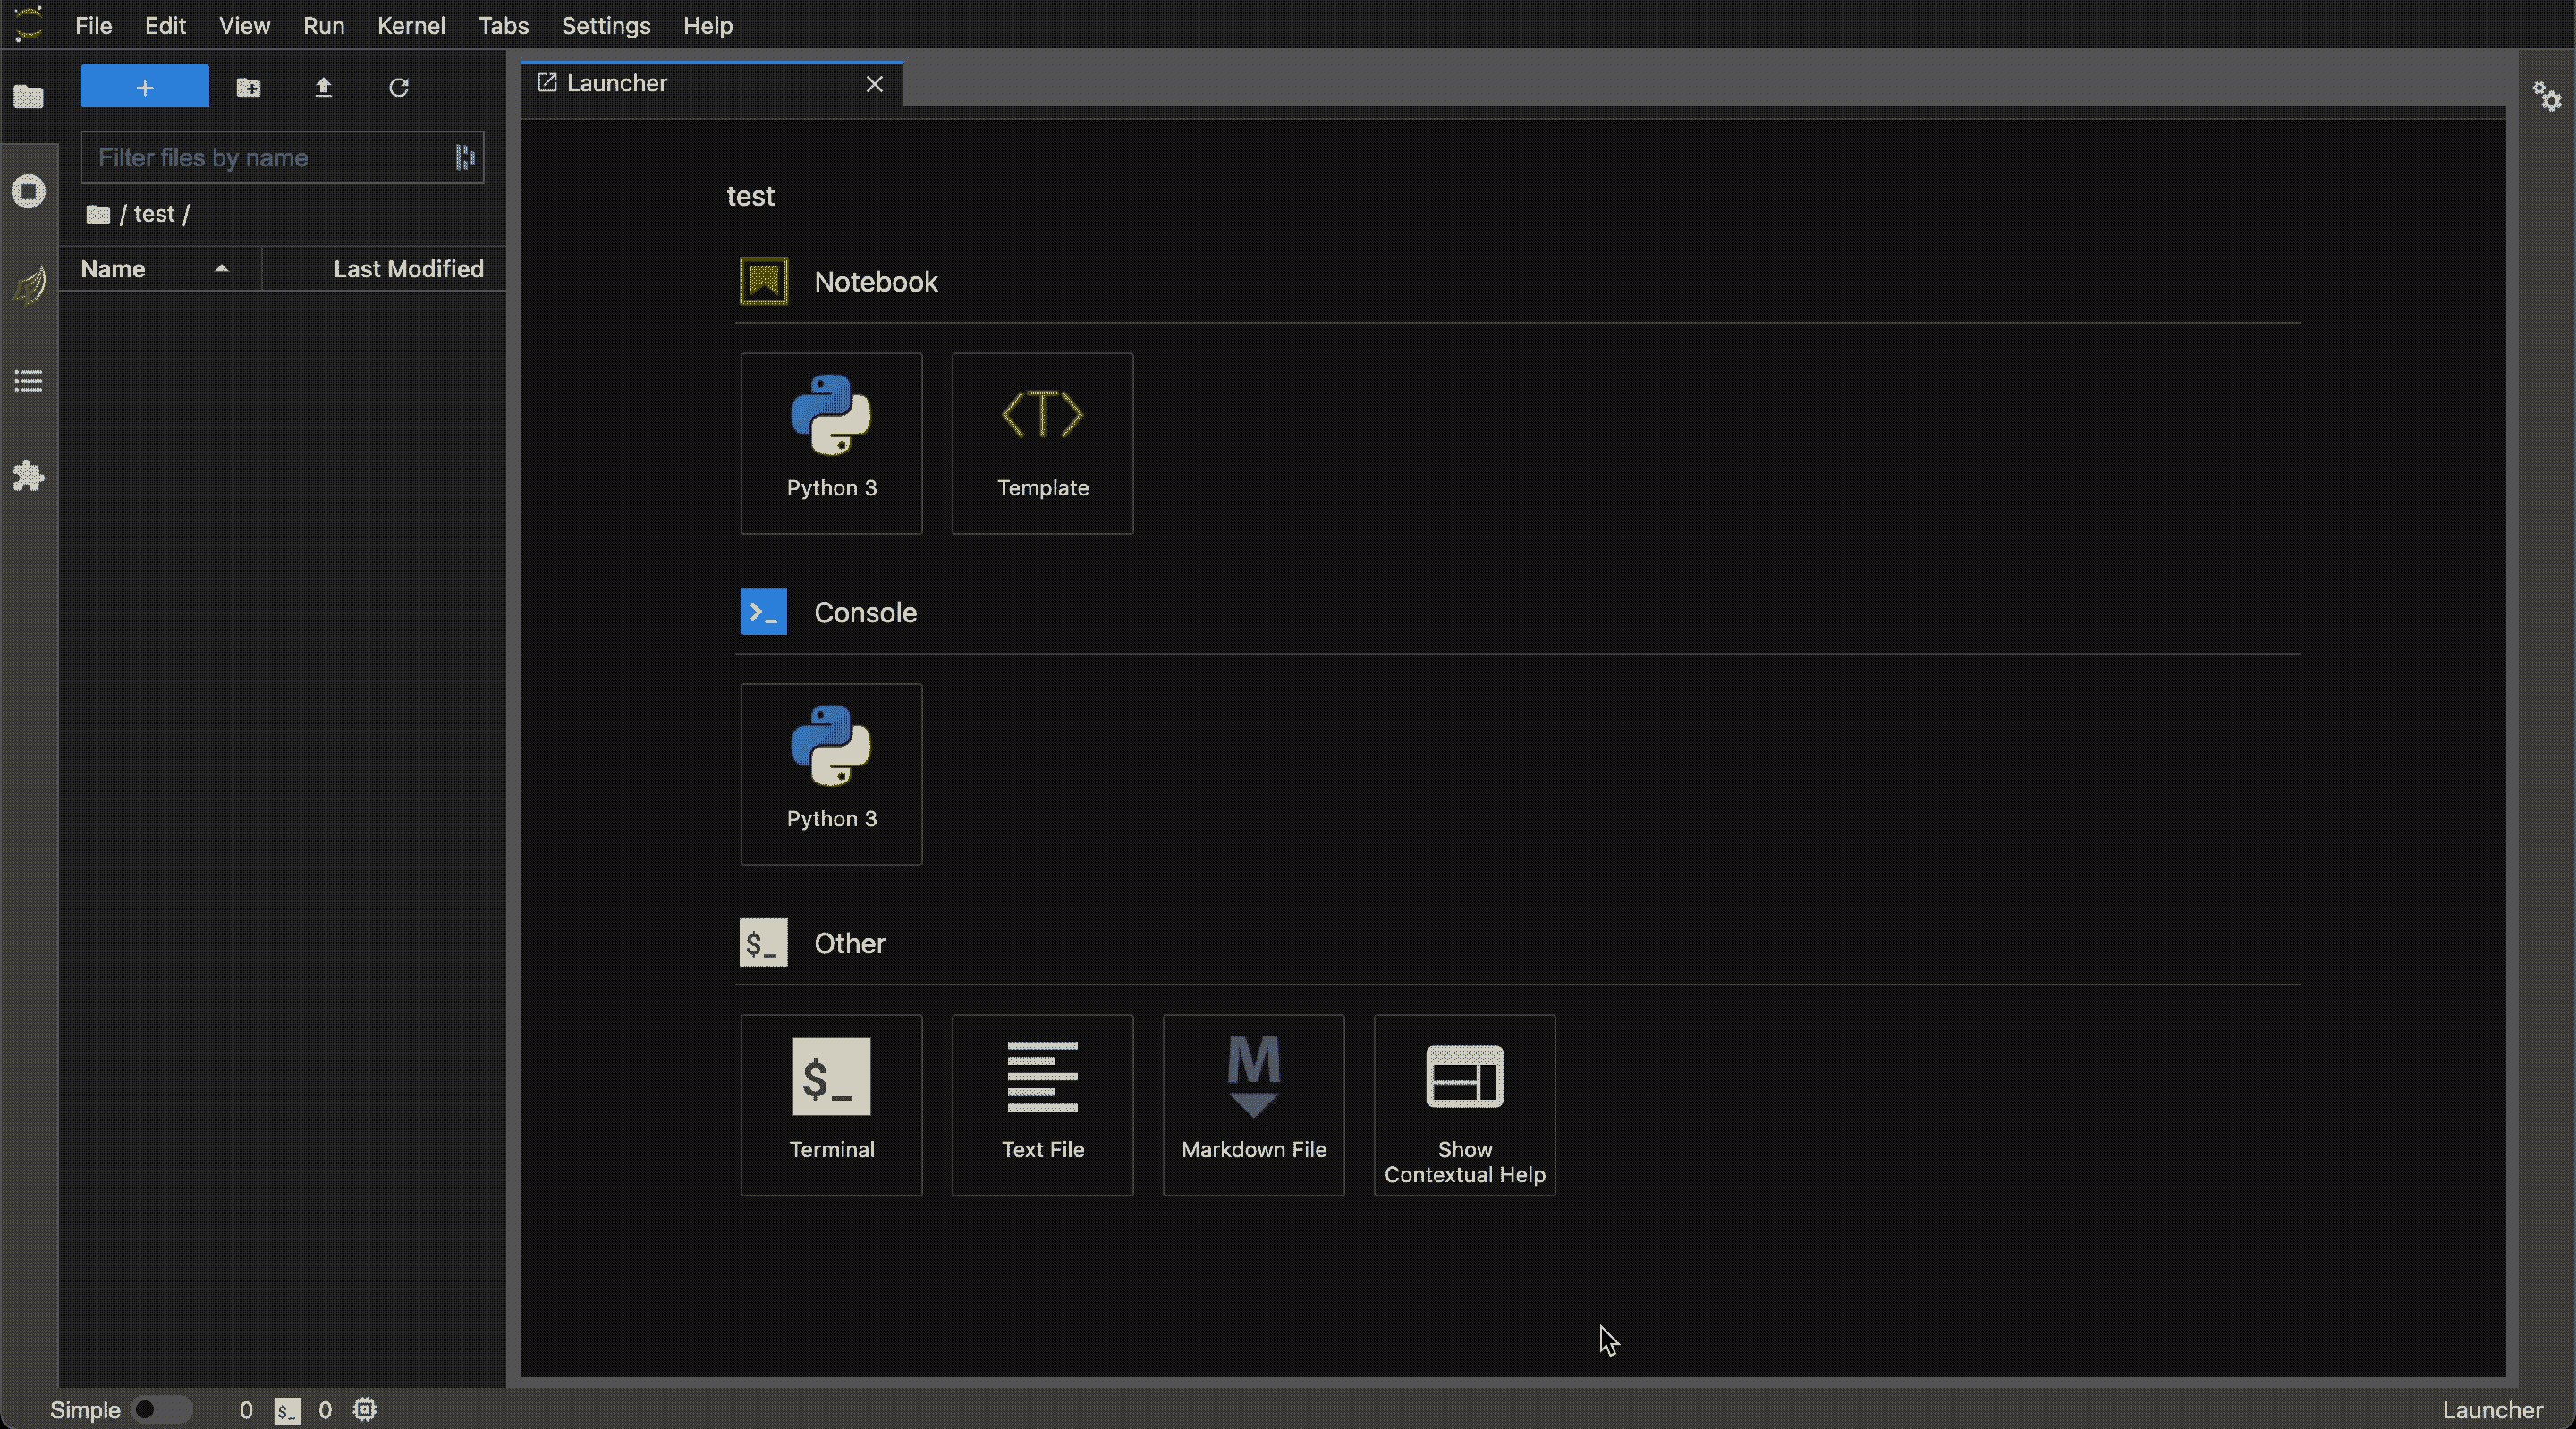 File Edit View Run Kernel Tabs Settings Help
+
Filter files by name
/ test /
Name Last Modified
Launcher
test
Notebook
Python 3
<T>
Template
>_ Console
Python 3
$_ Other
$_
Terminal
Text File
M
Markdown File
Show
Contextual Help
Simple 0 $_ 0
Launcher